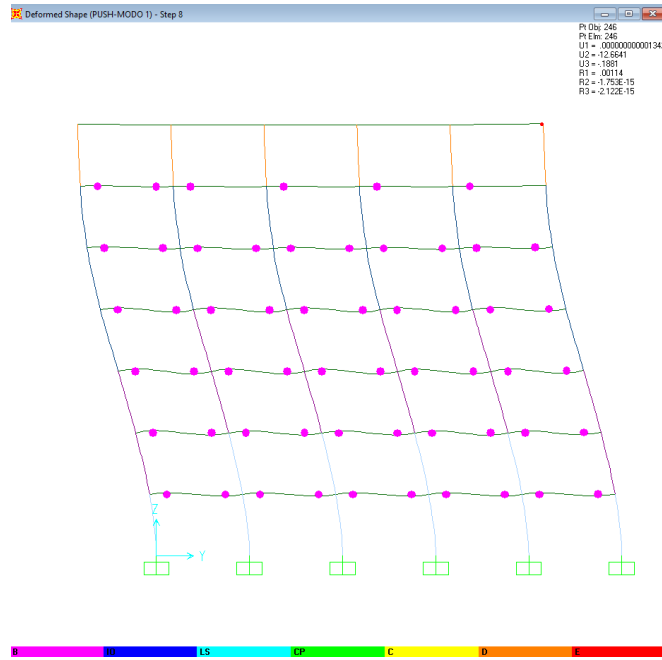 Deformed Shape (PUSH-MODO 1) - Step 8
Pt Obj: 246
Pt Elm: 246
U1 = .00000000000134
U2 = -12.6641
U3 = -.1881
R1 = .00114
R2 = -1.753E-15
R3 = -2.122E-15
Z
Y
B IO LS CP C D E